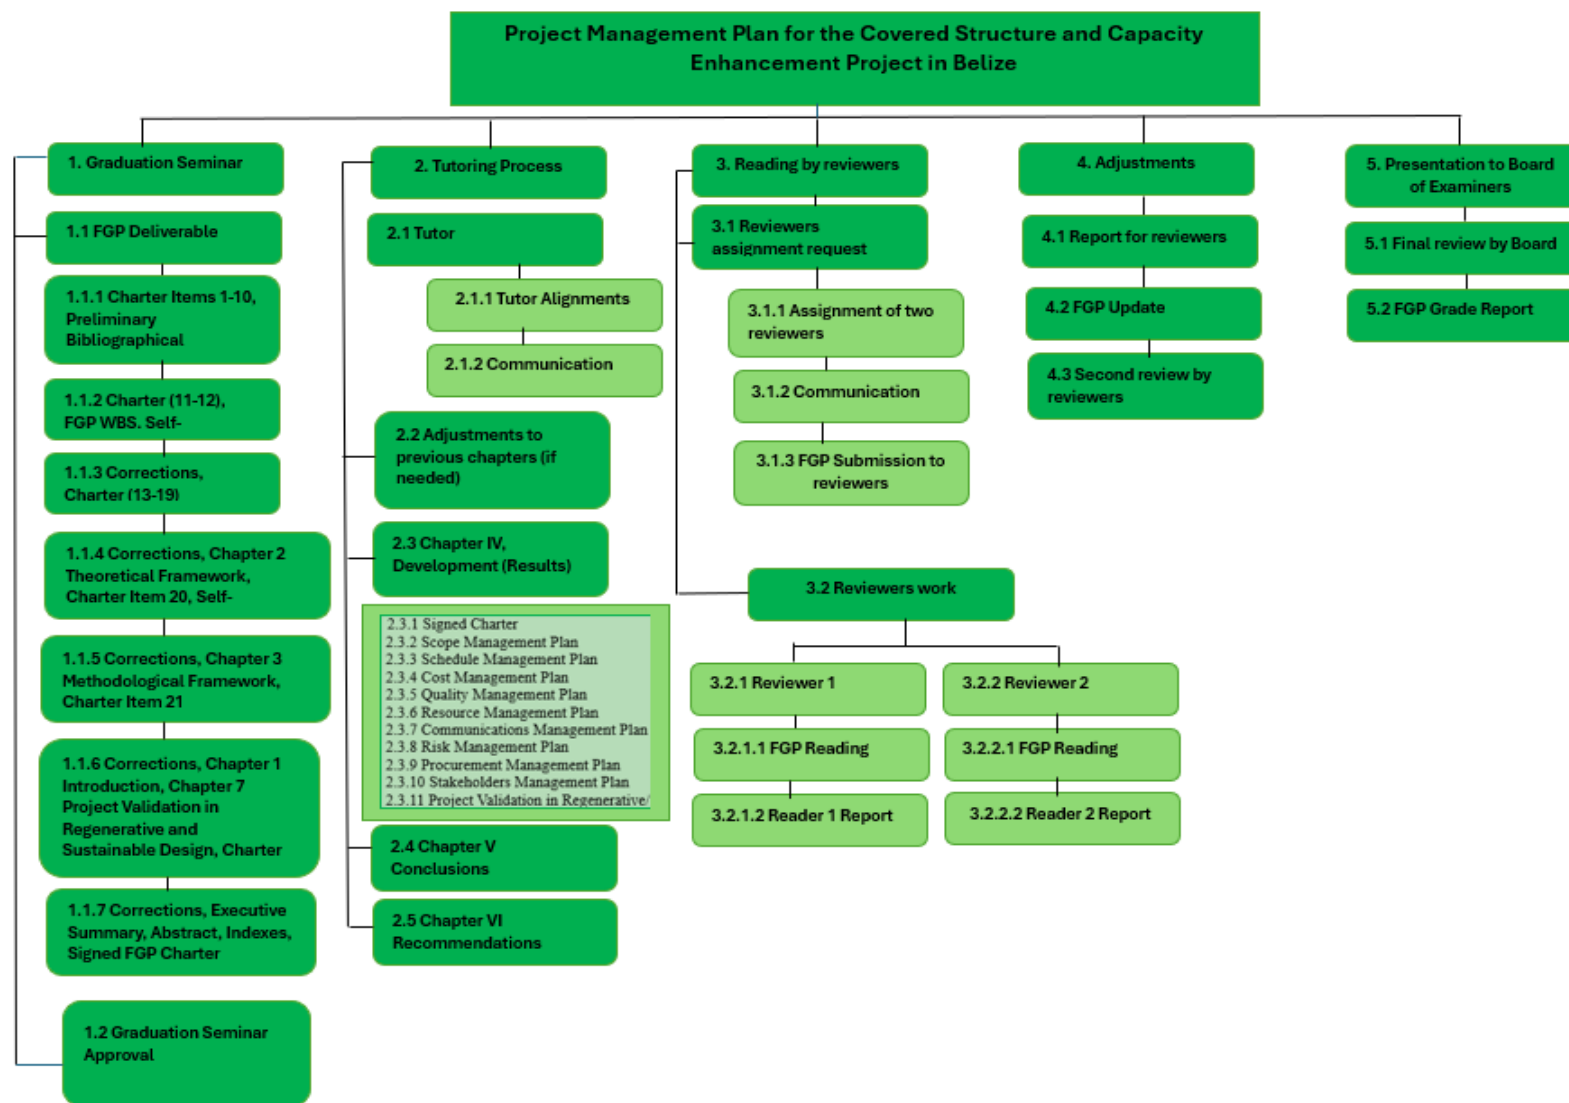 Project Management Plan for the Covered Structure and Capacity
Enhancement Project in Belize
1. Graduation Seminar
1.1 FGP Deliverable
1.1.1 Charter Items 1-10,
Preliminary
Bibliographical
1.1.2 Charter (11-12),
FGP WBS. Self-
1.1.3 Corrections,
Charter (13-19)
1.1.4 Corrections, Chapter 2
Theoretical Framework,
Charter Item 20, Self-
1.1.5 Corrections, Chapter 3
Methodological Framework,
Charter Item 21
1.1.6 Corrections, Chapter 1
Introduction, Chapter 7
Project Validation in
Regenerative and
Sustainable Design, Charter
1.1.7 Corrections, Executive
Summary, Abstract, Indexes,
Signed FGP Charter
1.2 Graduation Seminar
Approval
2. Tutoring Process
2.1 Tutor
2.1.1 Tutor Alignments
2.1.2 Communication
2.2 Adjustments to
previous chapters (if
needed)
2.3 Chapter IV,
Development (Results)
2.3.1 Signed Charter
2.3.2 Scope Management Plan
2.3.3 Schedule Management Plan
2.3.4 Cost Management Plan
2.3.5 Quality Management Plan
2.3.6 Resource Management Plan
2.3.7 Communications Management Plan
2.3.8 Risk Management Plan
2.3.9 Procurement Management Plan
2.3.10 Stakeholders Management Plan
2.3.11 Project Validation in Regenerative/
2.4 Chapter V
Conclusions
2.5 Chapter VI
Recommendations
3. Reading by reviewers
3.1 Reviewers
assignment request
3.1.1 Assignment of two
reviewers
3.1.2 Communication
3.1.3 FGP Submission to
reviewers
3.2 Reviewers work
3.2.1 Reviewer 1
3.2.1.1 FGP Reading
3.2.1.2 Reader 1 Report
3.2.2 Reviewer 2
3.2.2.1 FGP Reading
3.2.2.2 Reader 2 Report
4. Adjustments
4.1 Report for reviewers
4.2 FGP Update
4.3 Second review by
reviewers
5. Presentation to Board
of Examiners
5.1 Final review by Board
5.2 FGP Grade Report